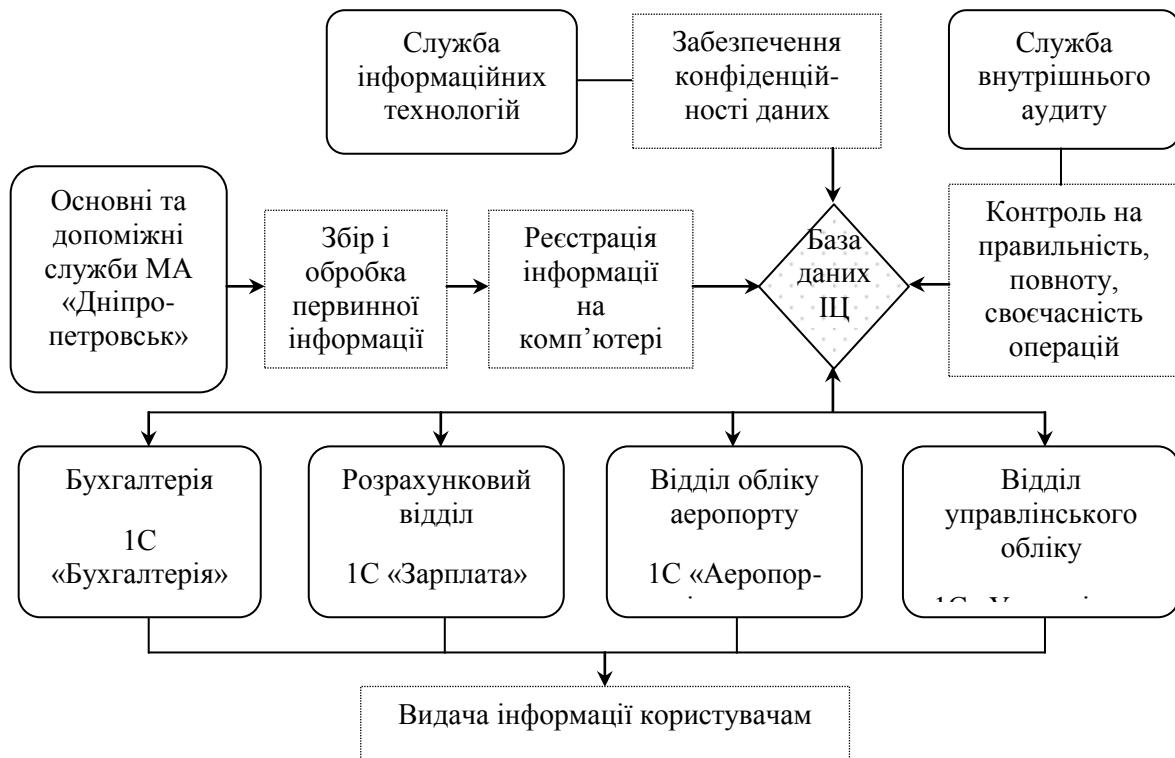 Служба
інформаційних
технологій
Забезпечення
конфіденцій-
ності даних
Служба
внутрішнього
аудиту
Основні та
допоміжні
служби МА
«Дніпро-
петровськ»
Збір і
обробка
первинної
інформації
Реєстрація
інформації
на
комп’ютері
База
даних
ІЩ
Контроль на
правильність,
повноту,
своєчасність
операцій
Бухгалтерія
1С
«Бухгалтерія»
Розрахунковий
відділ
1С «Зарплата»
Відділ обліку
аеропорту
1С «Аеропор-
Відділ
управлінського
обліку
Видача інформації користувачам